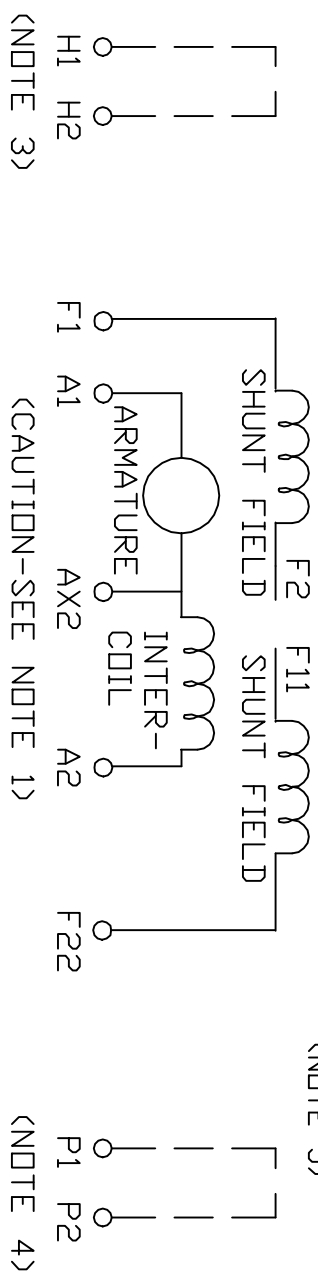 F2 F11
SHUNT FIELD SHUNT FIELD
INTER-
COIL
ARMATURE
H1 H2 F1 A1 AX2 A2 F22 P1 P2
(NOTE 3) (CAUTION-SEE NOTE 1) (NOTE 4)